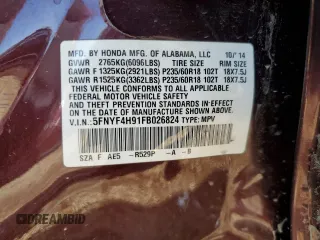 MFD. BY HONDA MFG. OF ALABAMA, LLC 10/'14
GVWR 2765KG(6096LBS) TIRE SIZE RIM SIZE
GAWR F 1325KG(2921LBS) P235/60R18 102T 18X7.5J
GAWR R 1525KG(3362LBS) P235/60R18 102T 18X7.5J
THIS VEHICLE CONFORMS TO ALL APPLICABLE
FEDERAL MOTOR VEHICLE SAFETY AND
BUMPER STANDARDS IN EFFECT ON THE
DATE OF MANUFACTURE SHOWN ABOVE.
V.I.N.: 5FNYF4H91FB026824 TYPE: MPV
SZA F AE5 -R529P -A -
DREAMBID